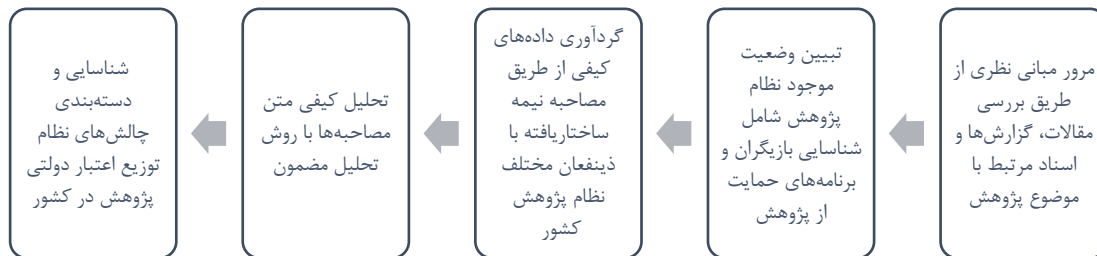 مرور مبانی نظری از
طریق بررسی
مقالات، گزارش‌ها و
اسناد مرتبط با
موضوع پژوهش
تبیین وضعیت
موجود نظام
پژوهش شامل
شناسایی بازیگران و
برنامه‌های حمایت
از پژوهش
گردآوری داده‌های
کیفی از طریق
مصاحبه نیمه
ساختاریافته با
ذینفعان مختلف
نظام پژوهش
کشور
تحلیل کیفی متن
مصاحبه‌ها با روش
تحلیل مضمون
شناسایی و
دسته‌بندی
چالش‌های نظام
توزیع اعتبار دولتی
پژوهش در کشور